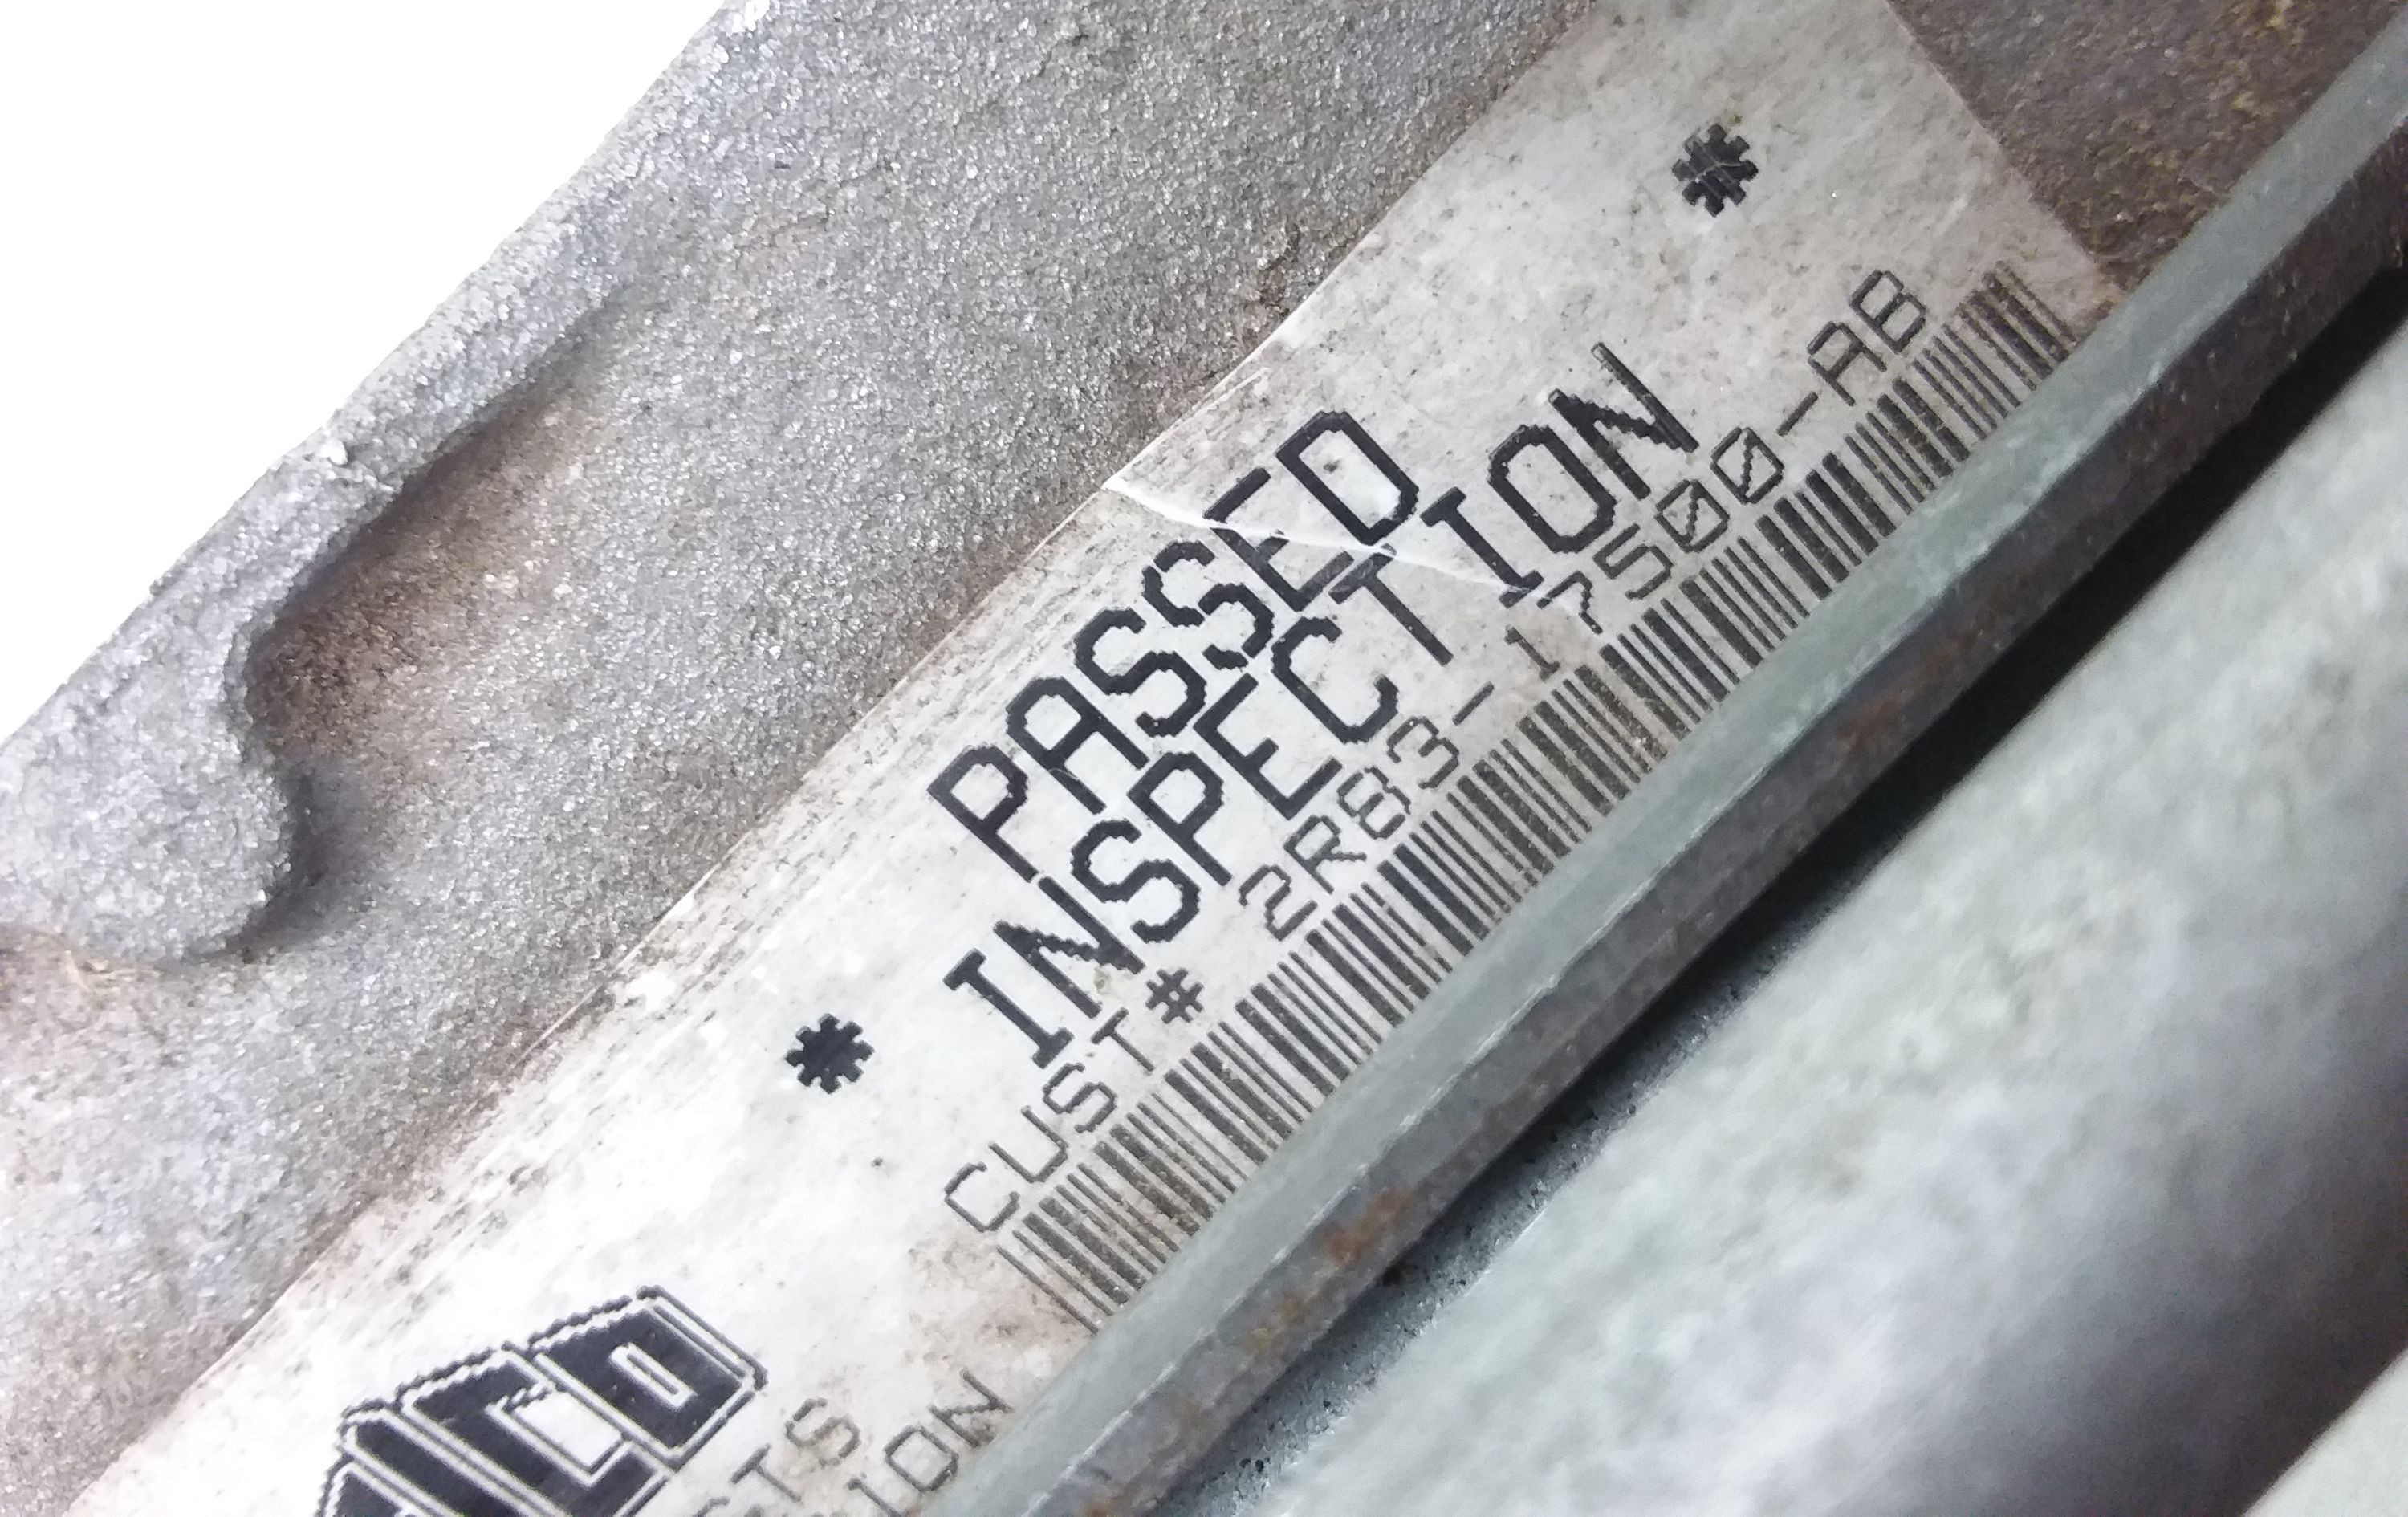 * PASSED *
INSPECTION
CUST# 2R83-17500-AB